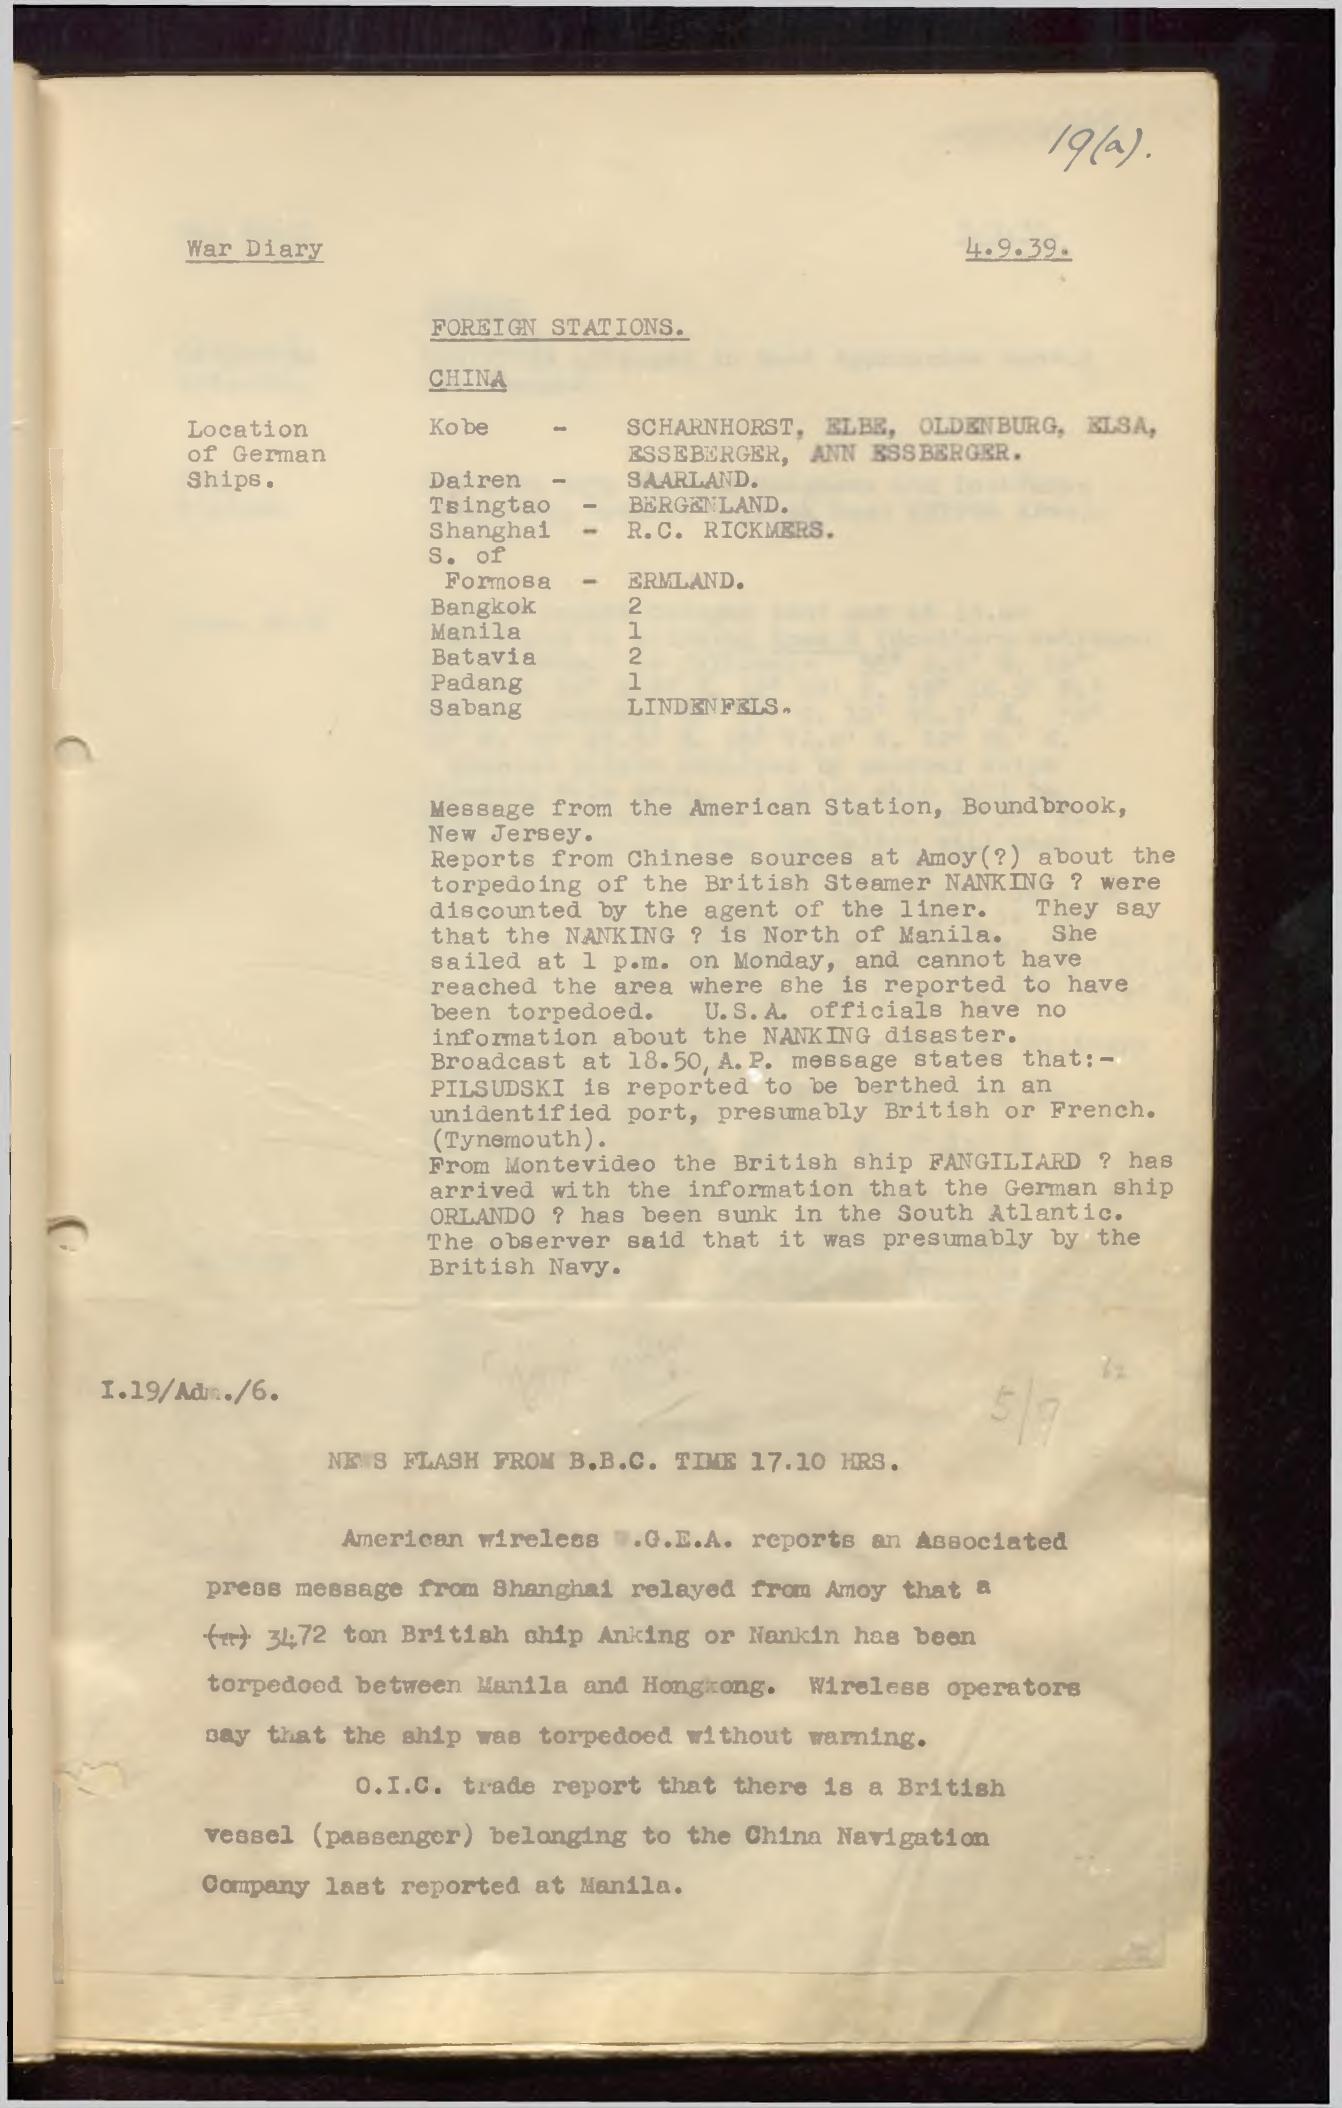 19(a).
War Diary 4.9.39.
FOREIGN STATIONS.
CHINA
Location of German Ships.
Kobe - SCHARNHORST, ELBE, OLDENBURG, ELSA,
ESSEBERGER, ANN ESSBERGER.
Dairen - SAARLAND.
Tsingtao - BERGENLAND.
Shanghai - R.C. RICKMERS.
S. of
Formosa - ERMLAND.
Bangkok 2
Manila 1
Batavia 2
Padang 1
Sabang LINDENFELS.
Message from the American Station, Boundbrook,
New Jersey.
Reports from Chinese sources at Amoy(?) about the
torpedoing of the British Steamer NANKING ? were
discounted by the agent of the liner. They say
that the NANKING ? is North of Manila. She
sailed at 1 p.m. on Monday, and cannot have
reached the area where she is reported to have
been torpedoed. U.S.A. officials have no
information about the NANKING disaster.
Broadcast at 18.50, A.P. message states that:-
PILSUDSKI is reported to be berthed in an
unidentified port, presumably British or French.
(Tynemouth).
From Montevideo the British ship FANGILIARD ? has
arrived with the information that the German ship
ORLANDO ? has been sunk in the South Atlantic.
The observer said that it was presumably by the
British Navy.
62
I.19/Adm./6.
5/9
NEWS FLASH FROM B.B.C. TIME 17.10 HRS.
American wireless .G.E.A. reports an Associated
press message from Shanghai relayed from Amoy that a
3472 ton British ship Anking or Nankin has been
torpedoed between Manila and Hongkong. Wireless operators
say that the ship was torpedoed without warning.
O.I.C. trade report that there is a British
vessel (passenger) belonging to the China Navigation
Company last reported at Manila.